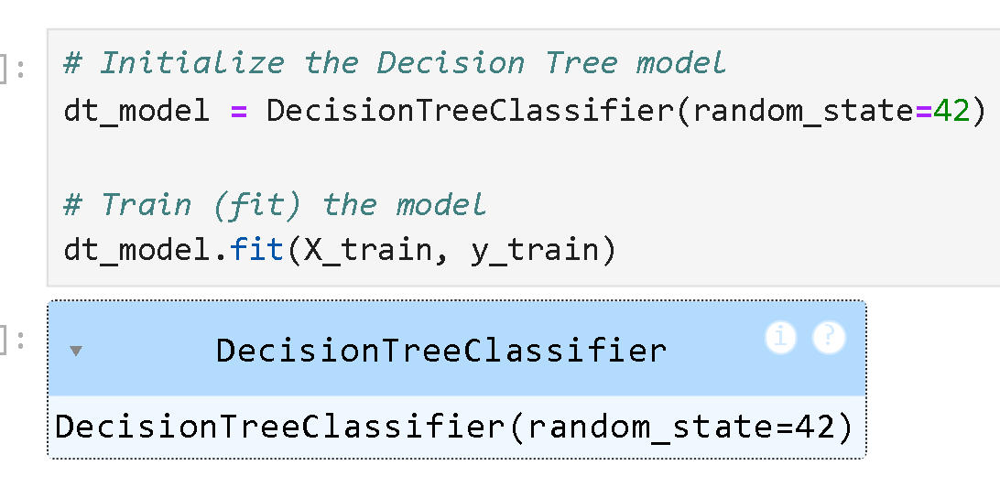 ]:
# Initialize the Decision Tree model
dt_model = DecisionTreeClassifier(random_state=42)
# Train (fit) the model
dt_model.fit(X_train, y_train)
]:
▼ DecisionTreeClassifier i ?
DecisionTreeClassifier(random_state=42)